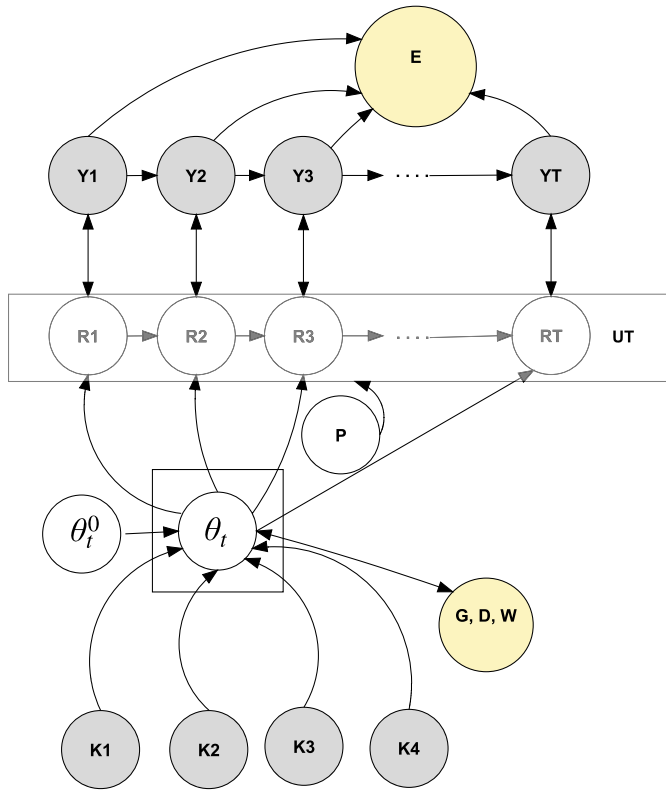 E
Y1 Y2 Y3 ···· YT
R1 R2 R3 ···· RT UT
P
θ_t^0 θ_t
G, D, W
K1 K2 K3 K4